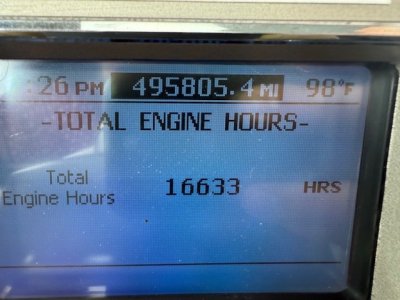 :26 PM 495805.4 MI 98°F
-TOTAL ENGINE HOURS-
Total
Engine Hours 16633 HRS